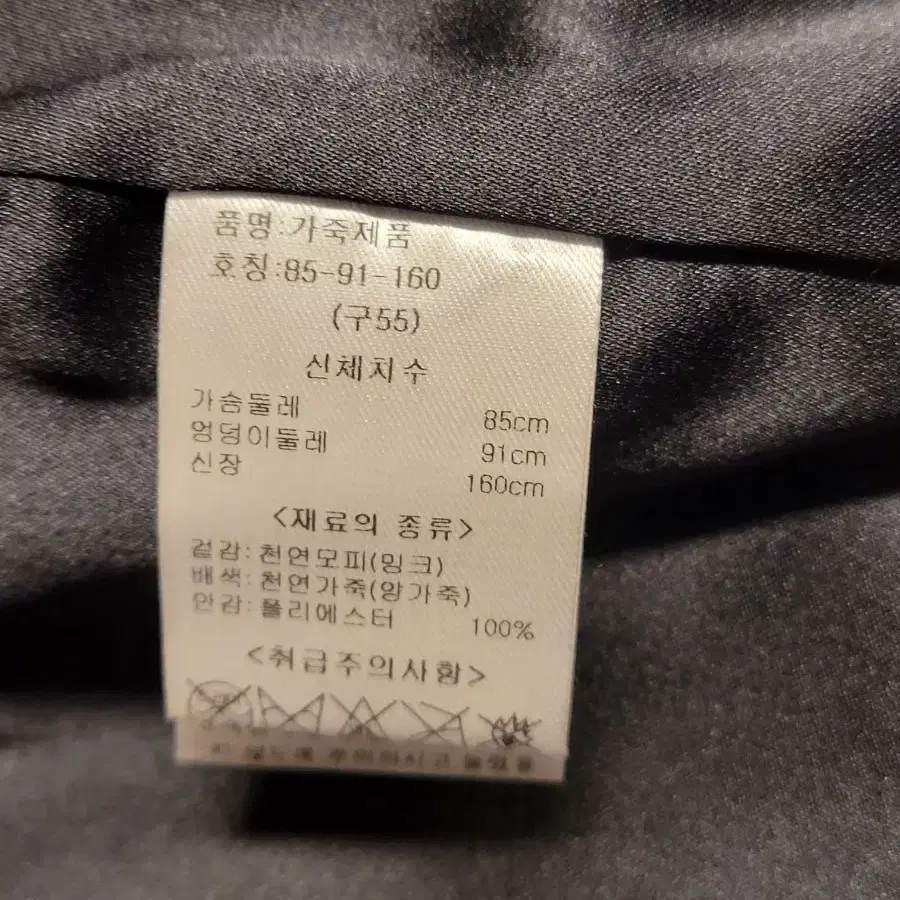 품명:가죽제품
호칭:85-91-160
(구55)
신체치수
가슴둘레 85cm
엉덩이둘레 91cm
신장 160cm
<재료의 종류>
겉감:천연모피(밍크)
배색:천연가죽(양가죽)
안감:폴리에스터 100%
<취급주의사항>